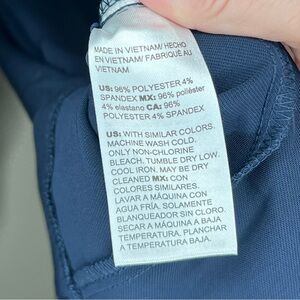 MADE IN VIETNAM/ HECHO
EN VIETNAM/ FABRIQUÉ AU
VIETNAM
US: 96% POLYESTER 4%
SPANDEX MX: 96% poliéster
4% elastano CA: 96%
POLYESTER 4% SPANDEX
US: WITH SIMILAR COLORS.
MACHINE WASH COLD.
ONLY NON-CHLORINE
BLEACH. TUMBLE DRY LOW.
COOL IRON. MAY BE DRY
CLEANED MX: CON
COLORES SIMILARES.
LAVAR A MÁQUINA CON
AGUA FRÍA. SOLAMENTE
BLANQUEADOR SIN CLORO.
SECAR A MÁQUINA A BAJA
TEMPERATURA. PLANCHAR
A TEMPERATURA BAJA.